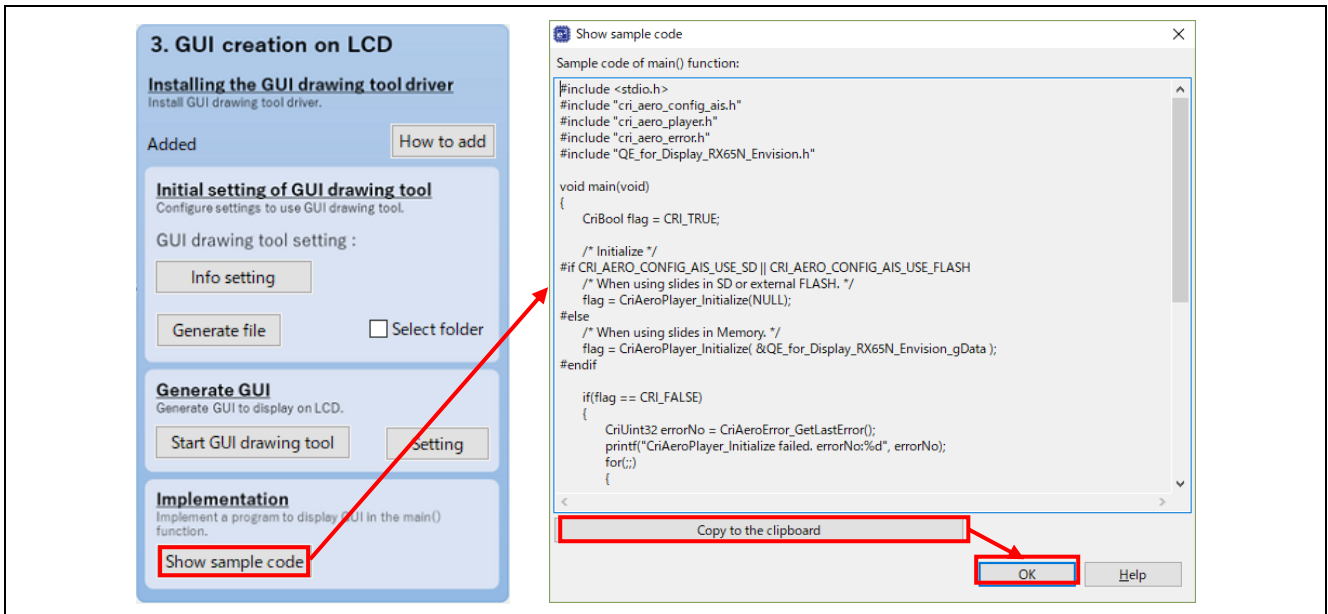 3. GUI creation on LCD
Installing the GUI drawing tool driver
Install GUI drawing tool driver.
Added
How to add
Initial setting of GUI drawing tool
Configure settings to use GUI drawing tool.
GUI drawing tool setting :
Info setting
Generate file
Select folder
Generate GUI
Generate GUI to display on LCD.
Start GUI drawing tool
Setting
Implementation
Implement a program to display GUI in the main()
function.
Show sample code
Show sample code
Sample code of main() function:
#include <stdio.h>
#include "cri_aero_config_ais.h"
#include "cri_aero_player.h"
#include "cri_aero_error.h"
#include "QE_for_Display_RX65N_Envision.h"
void main(void)
{
CriBool flag = CRI_TRUE;
/* Initialize */
#if CRI_AERO_CONFIG_AIS_USE_SD || CRI_AERO_CONFIG_AIS_USE_FLASH
/* When using slides in SD or external FLASH. */
flag = CriAeroPlayer_Initialize(NULL);
#else
/* When using slides in Memory. */
flag = CriAeroPlayer_Initialize( &QE_for_Display_RX65N_Envision_gData );
#endif
if(flag == CRI_FALSE)
{
CriUint32 errorNo = CriAeroError_GetLastError();
printf("CriAeroPlayer_Initialize failed. errorNo:%d", errorNo);
for(;;)
{
Copy to the clipboard
OK
Help